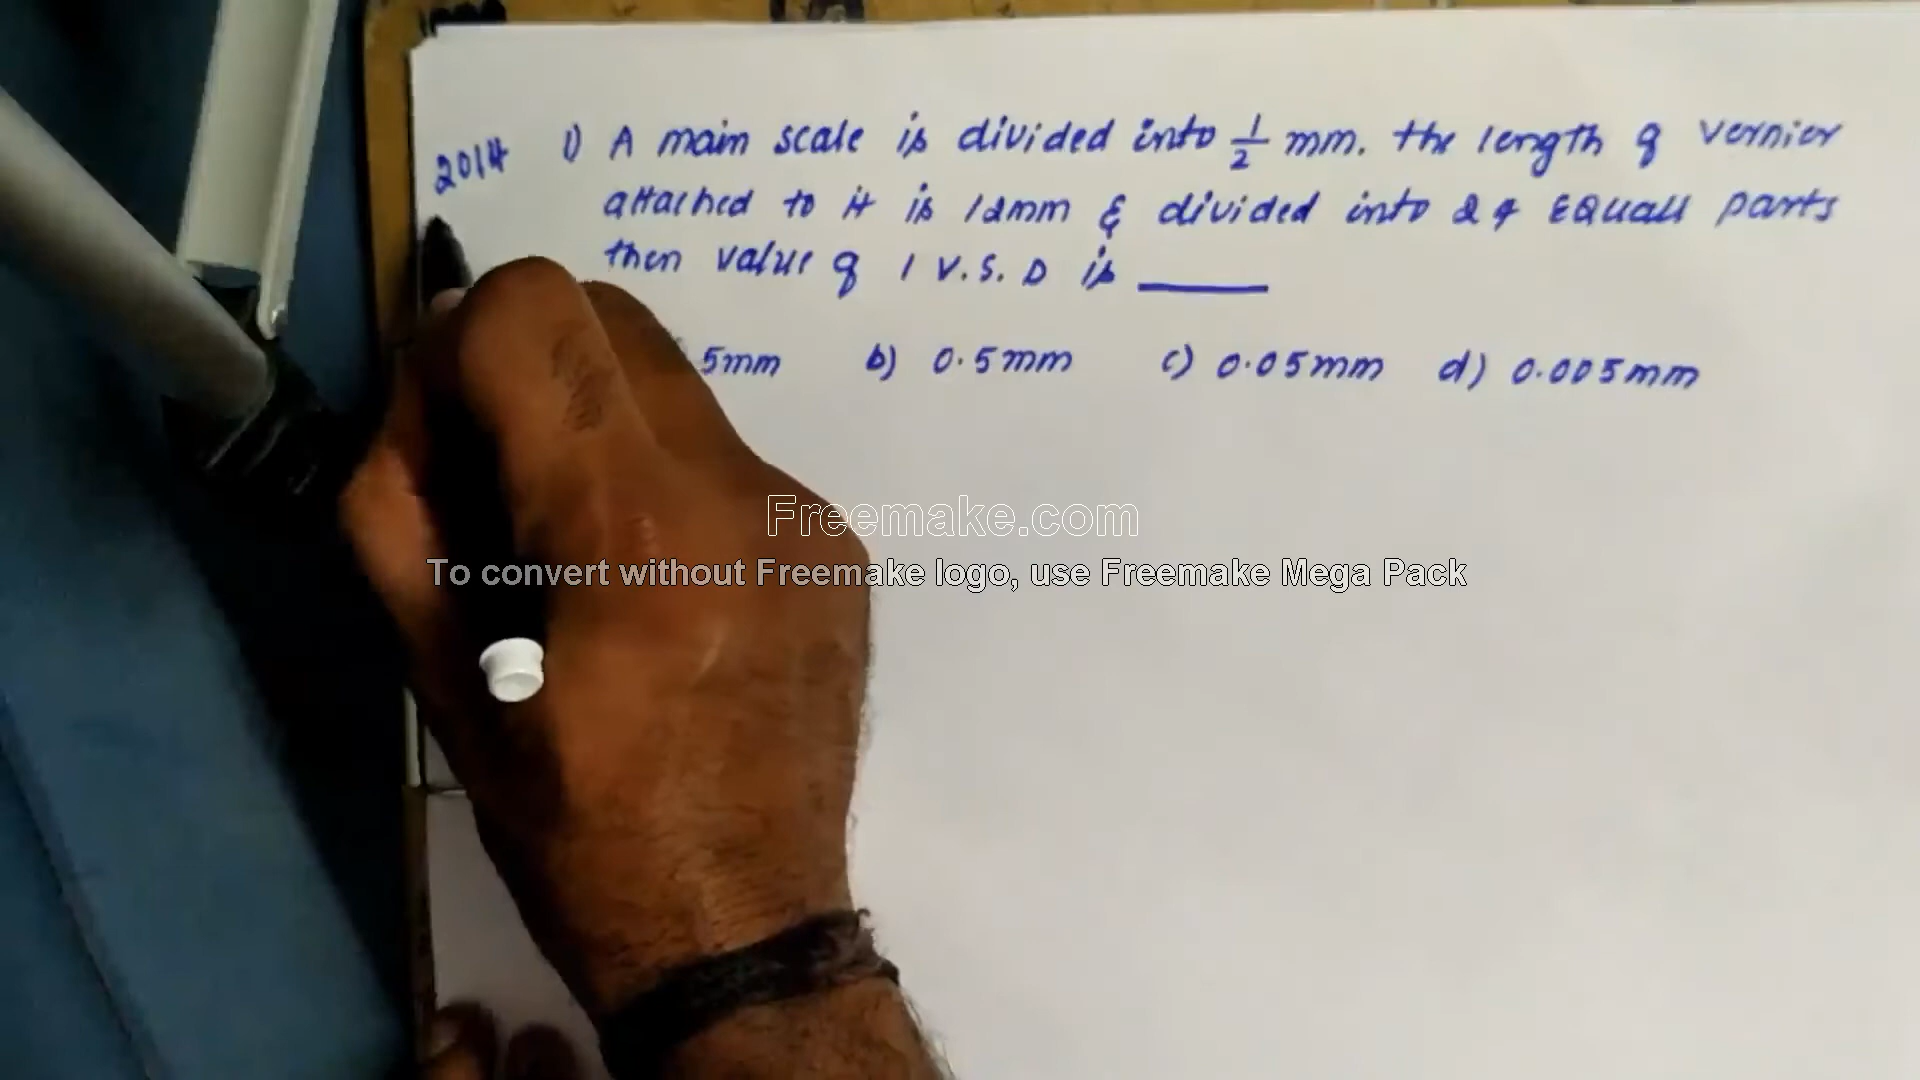 2014 1) A main scale is divided into 1/2 mm. the length of vernier
attached to it is 12mm & divided into 24 EQuall parts
then value of 1 V.S.D is ____
5mm b) 0.5mm c) 0.05mm d) 0.005mm
Freemake.com
To convert without Freemake logo, use Freemake Mega Pack